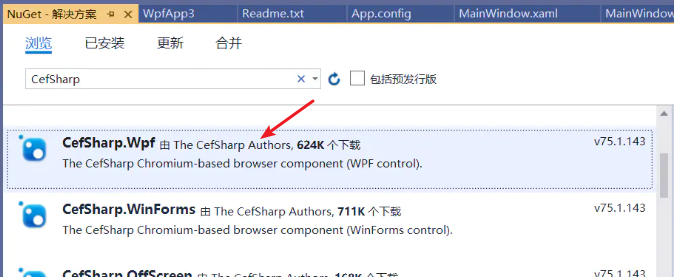 NuGet - 解决方案 WpfApp3 Readme.txt App.config MainWindow.xaml MainWindow
浏览 已安装 更新 合并
CefSharp 包括预发行版
CefSharp.Wpf 由 The CefSharp Authors, 624K 个下载 v75.1.143
The CefSharp Chromium-based browser component (WPF control).
CefSharp.WinForms 由 The CefSharp Authors, 711K 个下载 v75.1.143
The CefSharp Chromium-based browser component (WinForms control).
CefSharp.OffScreen 由 The CefSharp Authors, 168K 个下载 v75.1.143